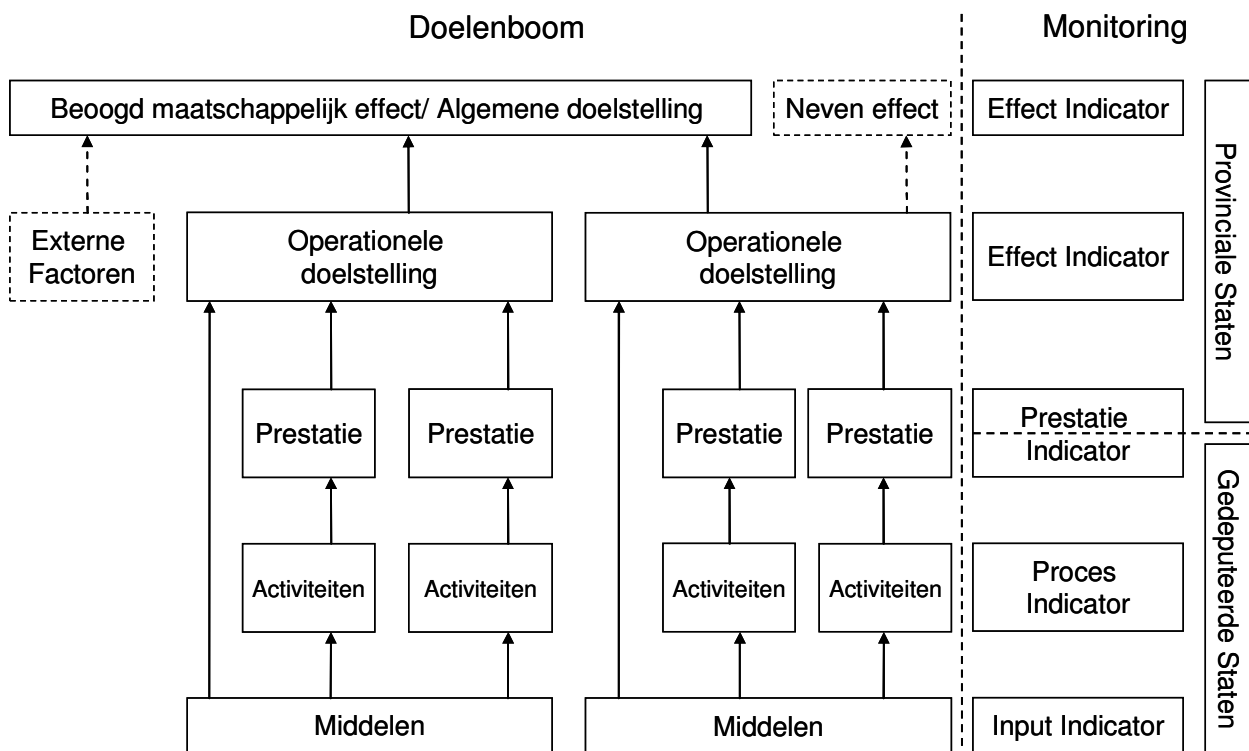 Doelenboom
Monitoring
Beoogd maatschappelijk effect/ Algemene doelstelling
Neven effect
Effect Indicator
Externe
Factoren
Operationele
doelstelling
Operationele
doelstelling
Effect Indicator
Provinciale Staten
Prestatie
Prestatie
Prestatie
Prestatie
Prestatie
Indicator
Activiteiten
Activiteiten
Activiteiten
Activiteiten
Proces
Indicator
Gedeputeerde Staten
Middelen
Middelen
Input Indicator